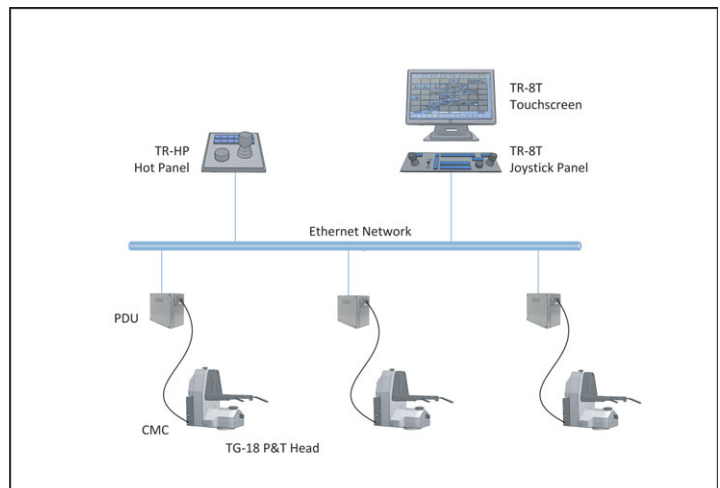 TR-8T
Touchscreen
TR-HP
Hot Panel
TR-8T
Joystick Panel
Ethernet Network
PDU
CMC
TG-18 P&T Head